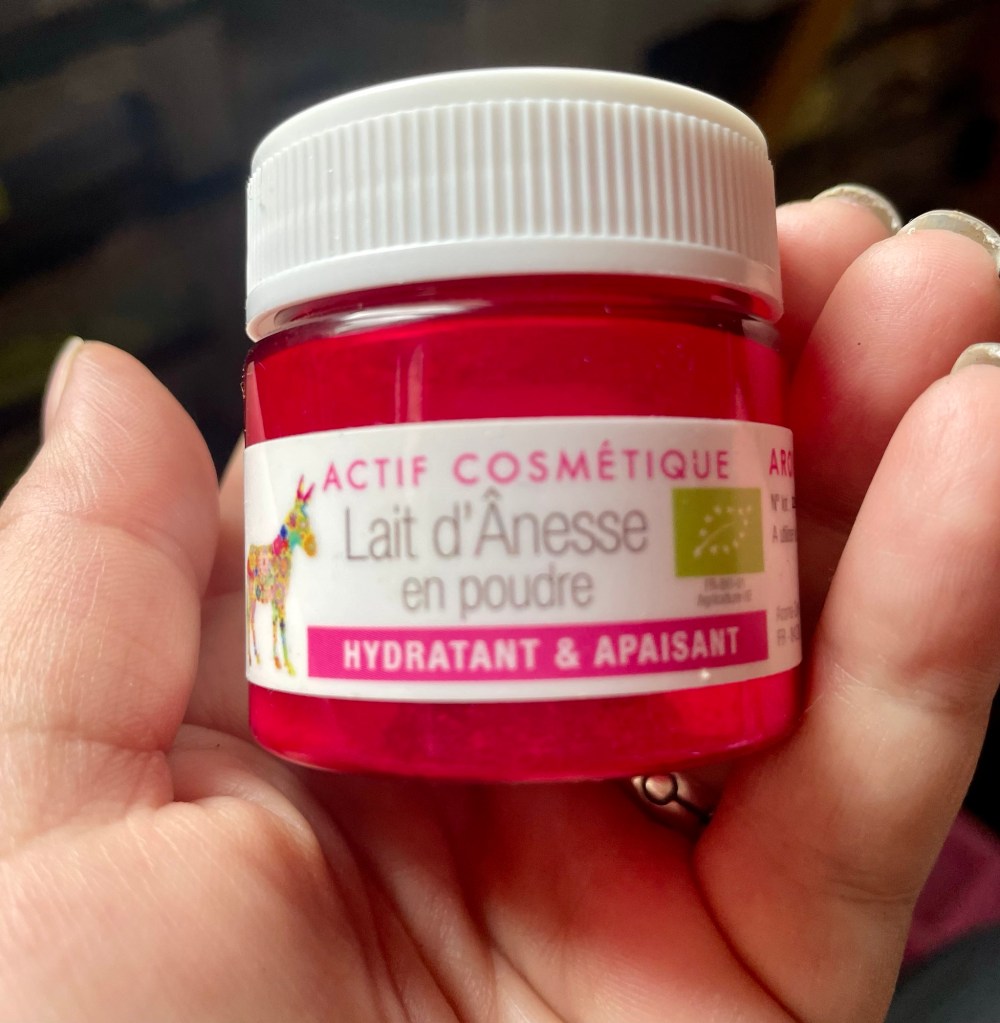 ACTIF COSMÉTIQUE
Lait d'Ânesse
en poudre
HYDRATANT & APAISANT